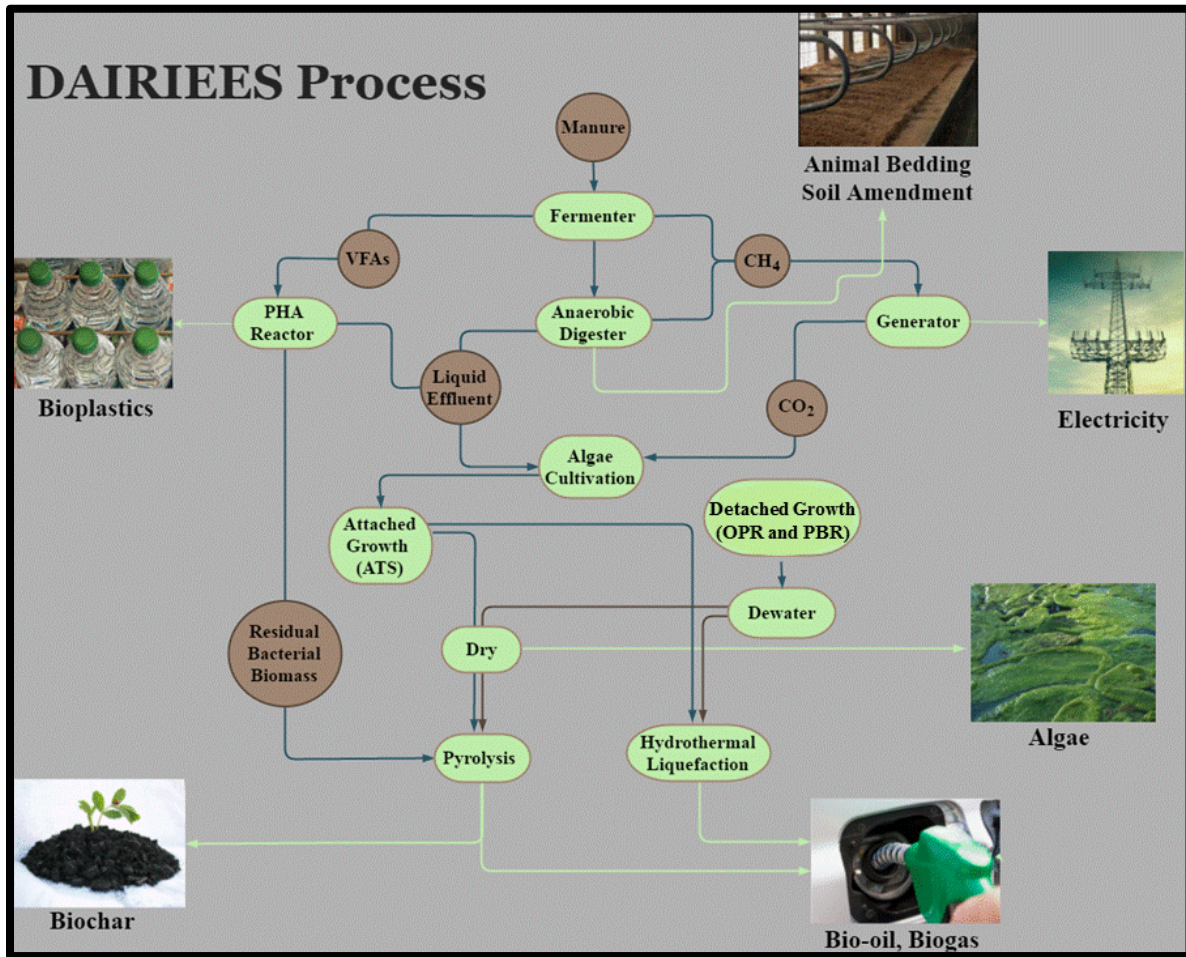 DAIRIEES Process
Manure
Animal Bedding
Soil Amendment
Fermenter
VFAs
CH4
PHA
Reactor
Anaerobic
Digester
Generator
Bioplastics
Liquid
Effluent
CO2
Electricity
Algae
Cultivation
Attached
Growth
(ATS)
Detached Growth
(OPR and PBR)
Dewater
Residual
Bacterial
Biomass
Dry
Algae
Pyrolysis
Hydrothermal
Liquefaction
Biochar
Bio-oil, Biogas